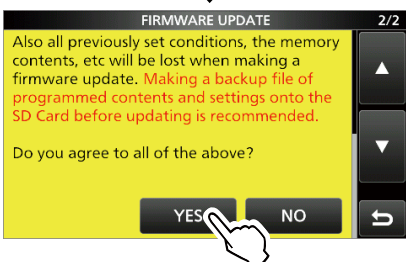 FIRMWARE UPDATE 2/2
Also all previously set conditions, the memory
contents, etc will be lost when making a
firmware update. Making a backup file of
programmed contents and settings onto the
SD Card before updating is recommended.
Do you agree to all of the above?
YES NO